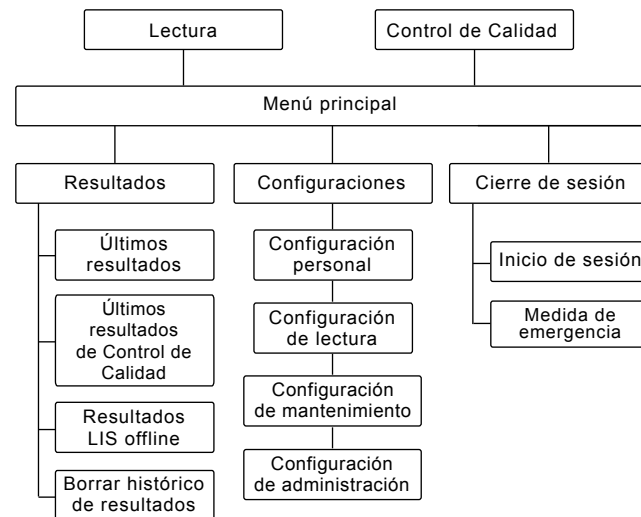 Lectura
Control de Calidad
Menú principal
Resultados
Configuraciones
Cierre de sesión
Últimos
resultados
Últimos
resultados
de Control de
Calidad
Resultados
LIS offline
Borrar histórico
de resultados
Configuración
personal
Configuración
de lectura
Configuración
de mantenimiento
Configuración
de administración
Inicio de sesión
Medida de
emergencia